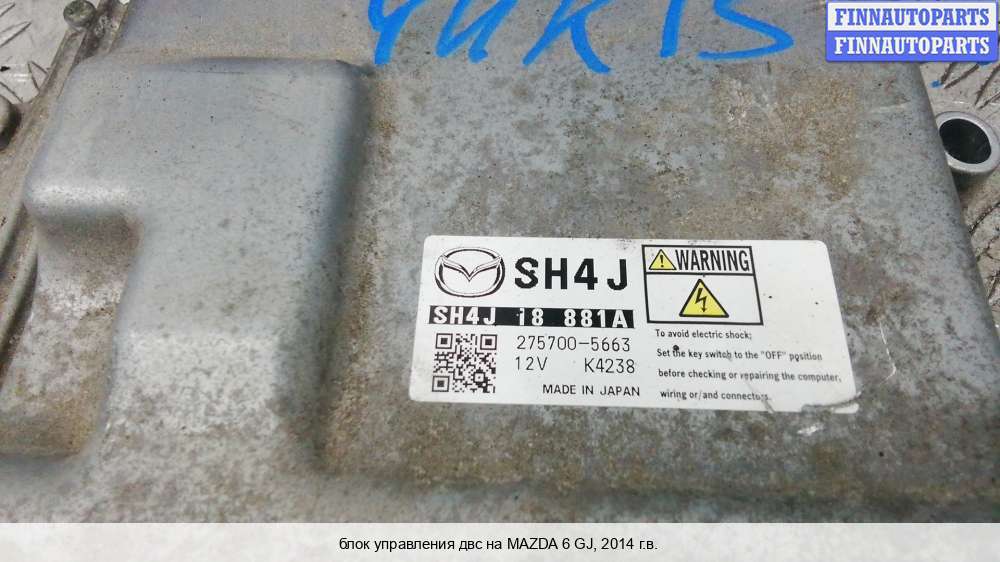 FINNAUTOPARTS
FINNAUTOPARTS
SH4J
WARNING
SH4J i8 881A
275700-5663
12V K4238
MADE IN JAPAN
To avoid electric shock;
Set the key switch to the "OFF" position
before checking or repairing the computer,
wiring or/and connectors.
блок управления двс на MAZDA 6 GJ, 2014 г.в.